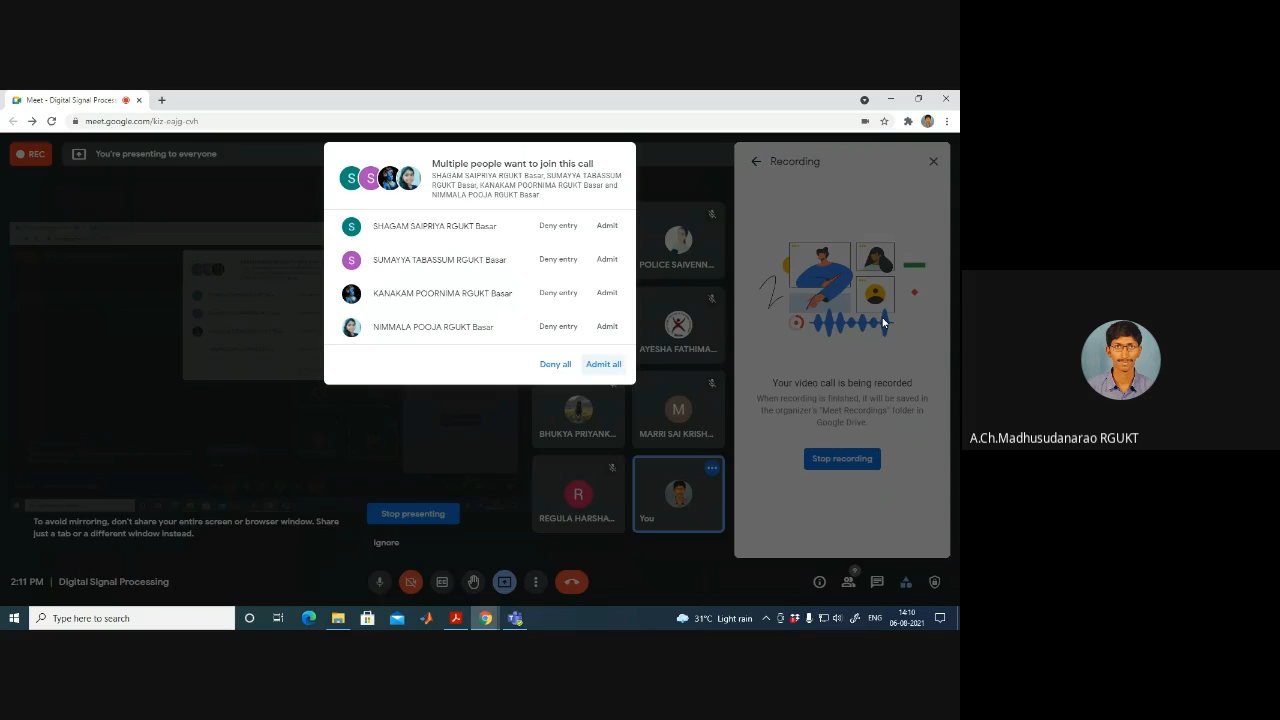 Meet - Digital Signal Process
meet.google.com/kiz-eajg-cvh
REC
You're presenting to everyone
Multiple people want to join this call
SHAGAM SAIPRIYA RGUKT Basar, SUMAYYA TABASSUM
RGUKT Basar, KANAKAM POORNIMA RGUKT Basar and
NIMMALA POOJA RGUKT Basar
S SHAGAM SAIPRIYA RGUKT Basar Deny entry Admit
S SUMAYYA TABASSUM RGUKT Basar Deny entry Admit
KANAKAM POORNIMA RGUKT Basar Deny entry Admit
NIMMALA POOJA RGUKT Basar Deny entry Admit
Deny all Admit all
POLICE SAIVENN...
AYESHA FATHIMA...
BHUKYA PRIYANK...
M
MARRI SAI KRISH...
R
REGULA HARSHA...
You
Stop presenting
To avoid mirroring, don't share your entire screen or browser window. Share
just a tab or a different window instead.
Ignore
Recording
Your video call is being recorded
When recording is finished, it will be saved
in the organizer's "Meet Recordings" folder in
Google Drive.
Stop recording
2:11 PM | Digital Signal Processing
Type here to search
31°C Light rain
ENG
14:10
06-08-2021
A.Ch.Madhusudanarao RGUKT